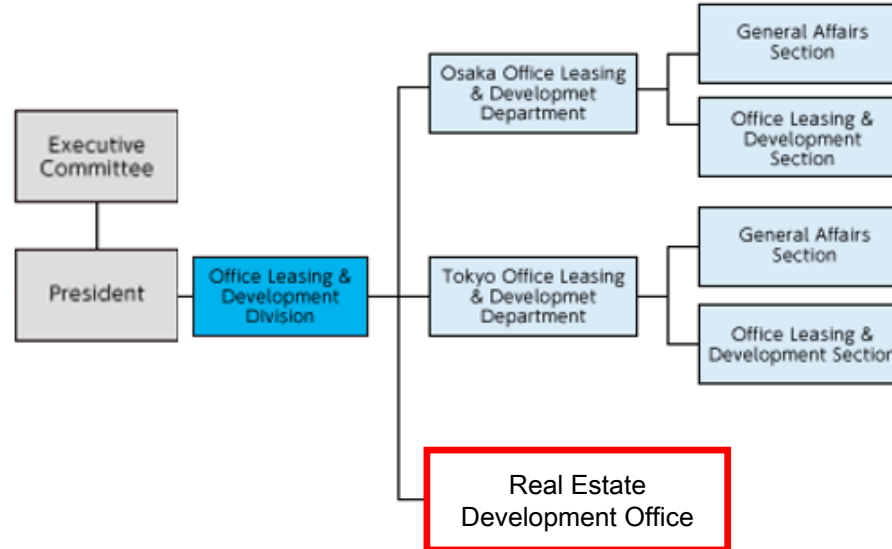 Executive
Committee
President
Office Leasing &
Development
Division
Osaka Office Leasing
& Developmet
Department
General Affairs
Section
Office Leasing &
Development
Section
Tokyo Office Leasing
& Developmet
Department
General Affairs
Section
Office Leasing &
Development Section
Real Estate
Development Office